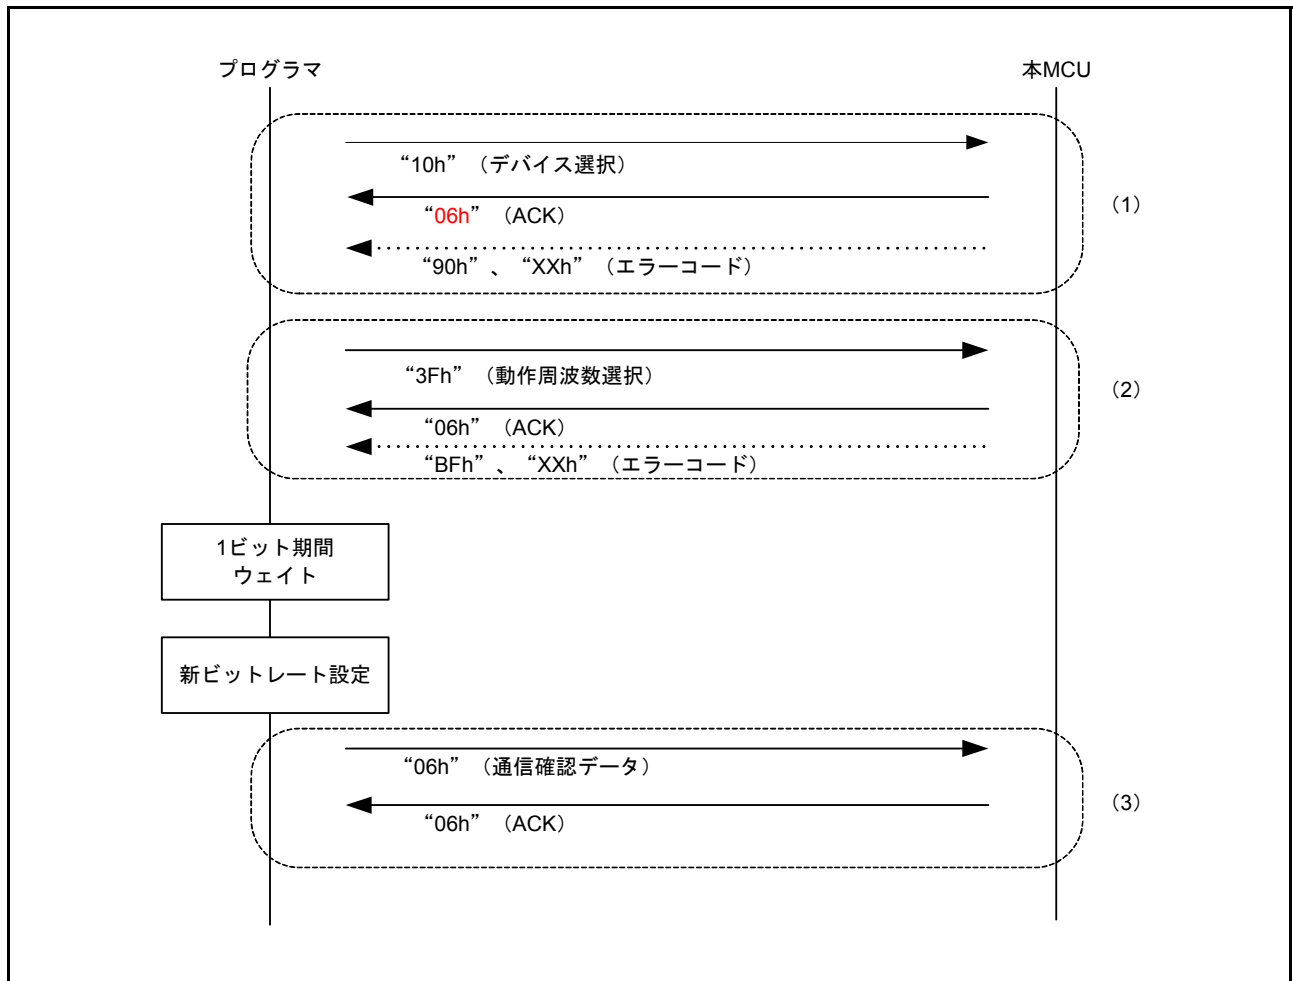 プログラマ
本MCU
“10h” （デバイス選択）
“06h” （ACK）
“90h” 、 “XXh” （エラーコード）
（1）
“3Fh” （動作周波数選択）
“06h” （ACK）
“BFh” 、 “XXh” （エラーコード）
（2）
1ビット期間
ウェイト
新ビットレート設定
“06h” （通信確認データ）
“06h” （ACK）
（3）